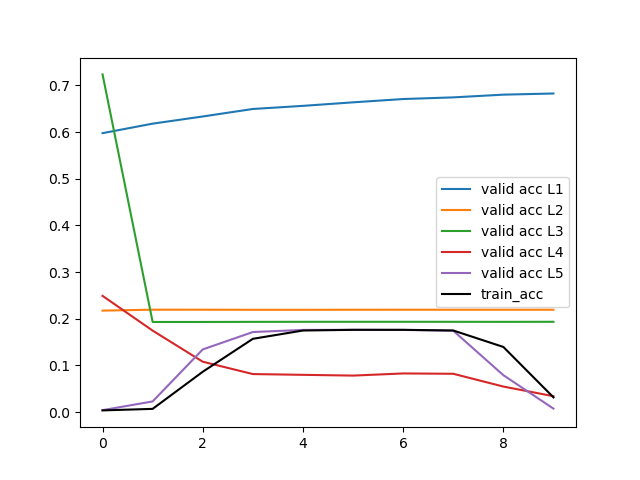 0.7
0.6
0.5
0.4
0.3
0.2
0.1
0.0
0 2 4 6 8
valid acc L1
valid acc L2
valid acc L3
valid acc L4
valid acc L5
train_acc